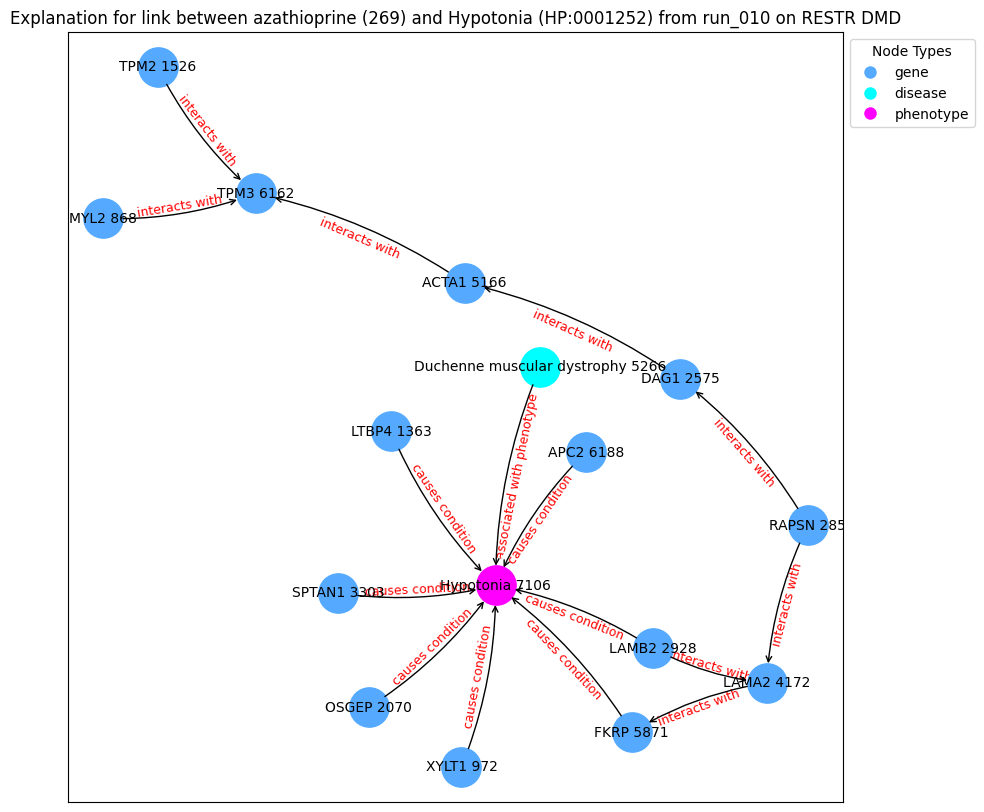 Explanation for link between azathioprine (269) and Hypotonia (HP:0001252) from run_010 on RESTR DMD
Node Types
gene
disease
phenotype
TPM2 1526
interacts with
TPM3 6162
MYL2 868
interacts with
interacts with
ACTA1 5166
interacts with
Duchenne muscular dystrophy 5266
DAG1 2575
LTBP4 1363
APC2 6188
interacts with
causes condition
Associated with phenotype
causes condition
RAPSN 285
Hypotonia 7106
SPTAN1 3303
causes condition
causes condition
interacts with
causes condition
causes condition
LAMB2 2928
interacts with
LAMA2 4172
causes condition
OSGEP 2070
interacts with
FKRP 5871
XYLT1 972